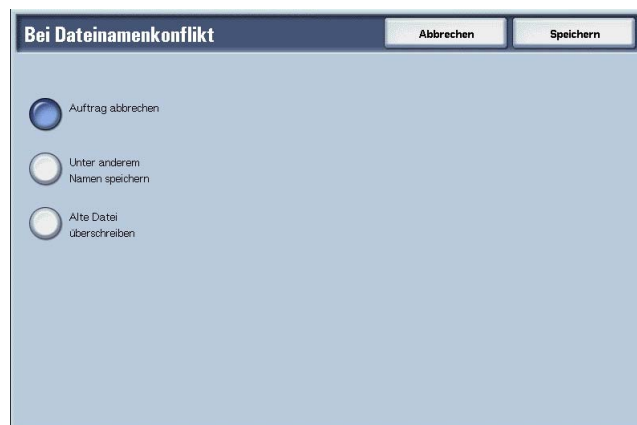 Bei Dateinamenkonflikt
Abbrechen
Speichern
Auftrag abbrechen
Unter anderem
Namen speichern
Alte Datei
überschreiben